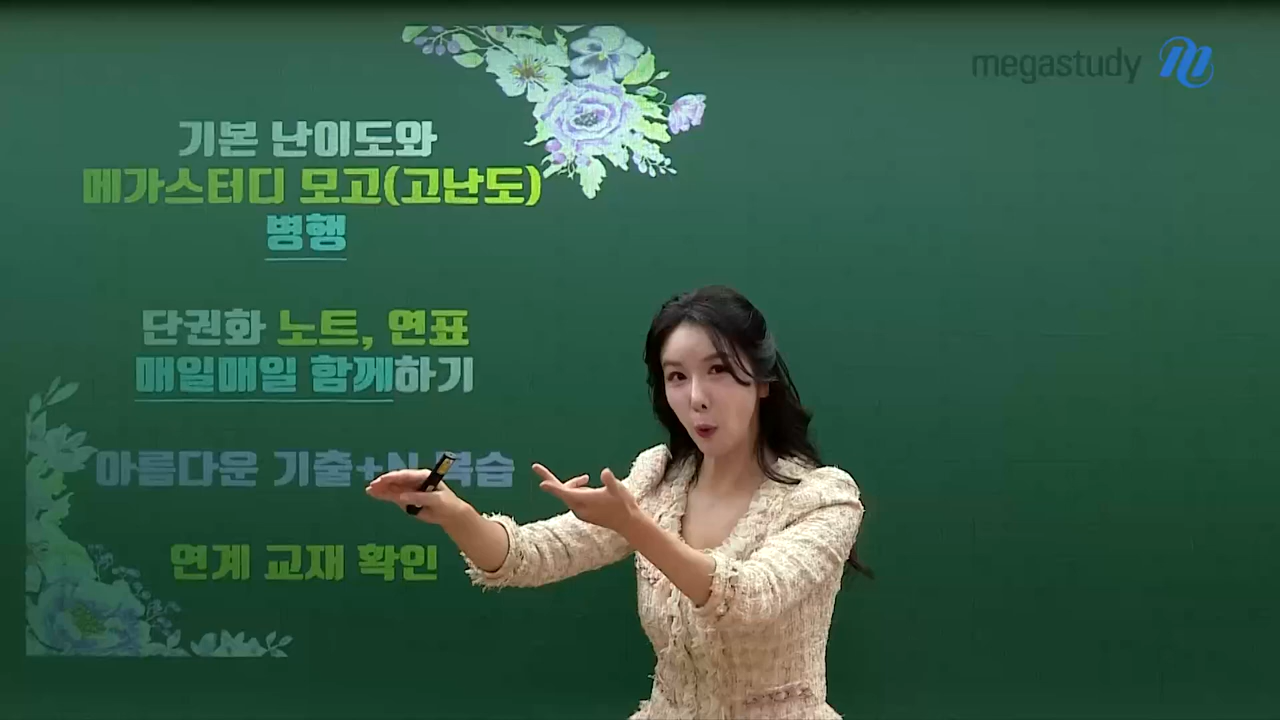 megastudy
기본 난이도와
메가스터디 모고(고난도)
병행
단권화 노트, 연표
매일매일 함께하기
아름다운 기출+N 복습
연계 교재 확인